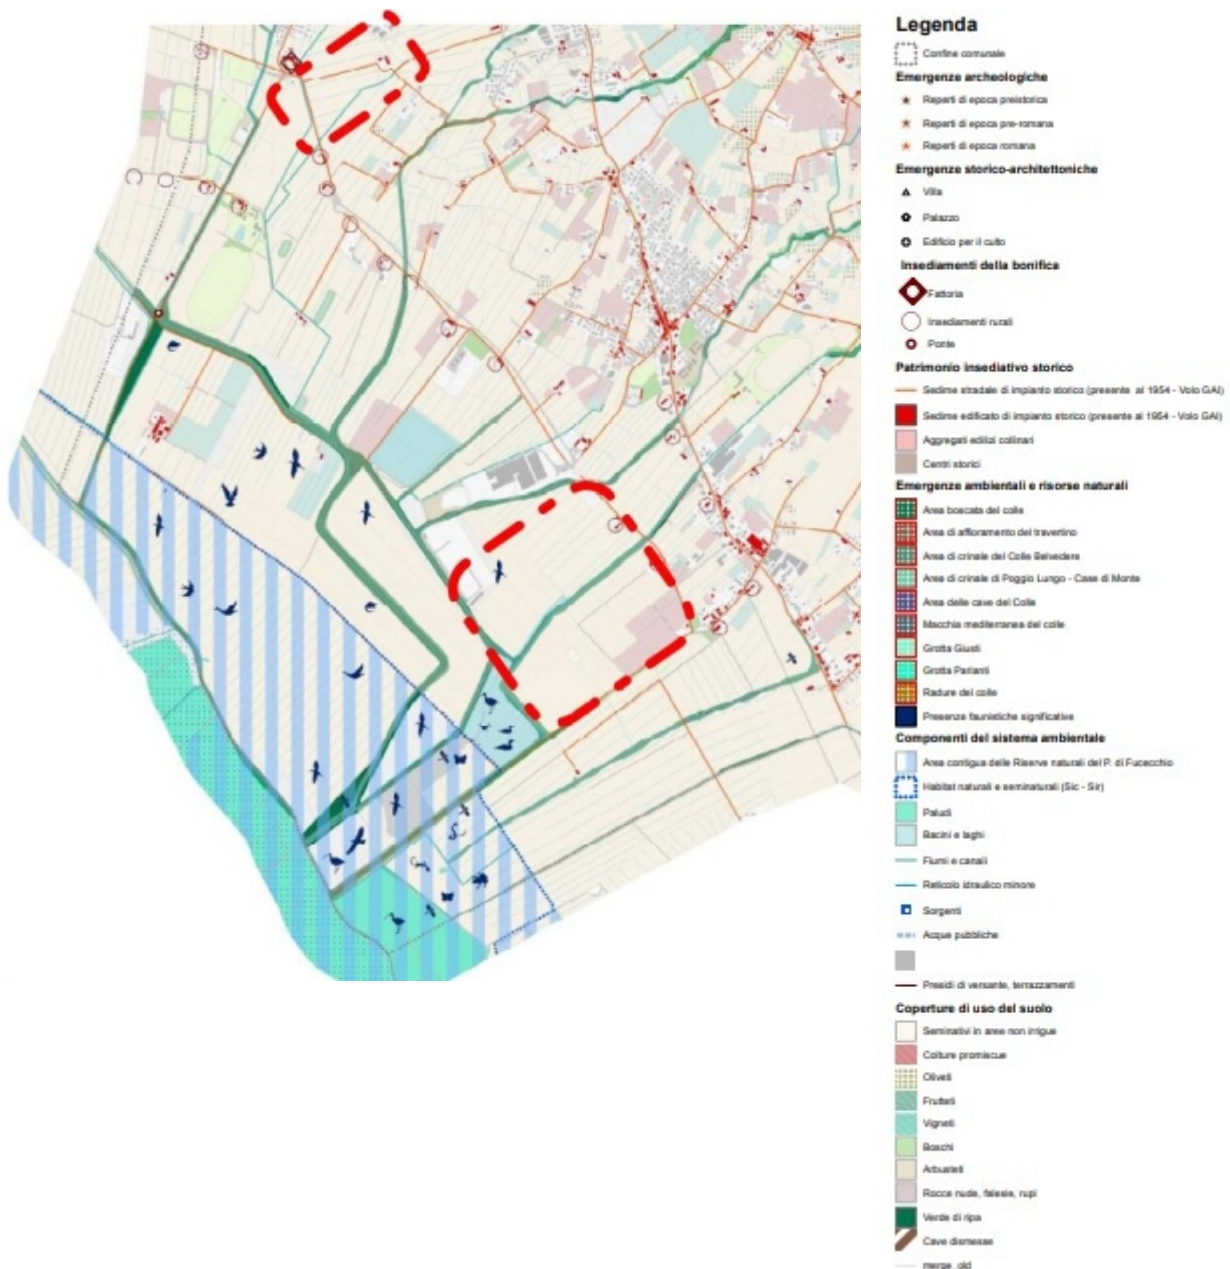 Legenda
Confine comunale
Emergenze archeologiche
Reperti di epoca preistorica
Reperti di epoca pre-romana
Reperti di epoca romana
Emergenze storico-architettoniche
Villa
Palazzo
Edificio per il culto
Insediamenti della bonifica
Fattoria
Insediamenti rurali
Ponte
Patrimonio insediativo storico
Sedime stradale di impianto storico (presente al 1954 - Volo GAI)
Sedime edificato di impianto storico (presente al 1954 - Volo GAI)
Aggregati edilizi collinari
Centri storici
Emergenze ambientali e risorse naturali
Area boscata del colle
Area di affioramento del travertino
Area di crinale del Colle Belvedere
Area di crinale di Poggio Lungo - Case di Monte
Area delle cave del Colle
Macchia mediterranea del colle
Grotta Giusti
Grotta Parlanti
Radure del colle
Presenze faunistiche significative
Componenti del sistema ambientale
Area contigua delle Riserve naturali del P. di Fucecchio
Habitat naturali e seminaturali (Sic - Sir)
Paludi
Bacini e laghi
Fiumi e canali
Reticolo idraulico minore
Sorgenti
Acque pubbliche
Presidi di versante, terrazzamenti
Coperture di uso del suolo
Seminativi in aree non irrigue
Colture promiscue
Oliveti
Frutteti
Vigneti
Boschi
Arbusteti
Rocce nude, falesie, rupi
Verde di ripa
Cave dismesse
merge_old